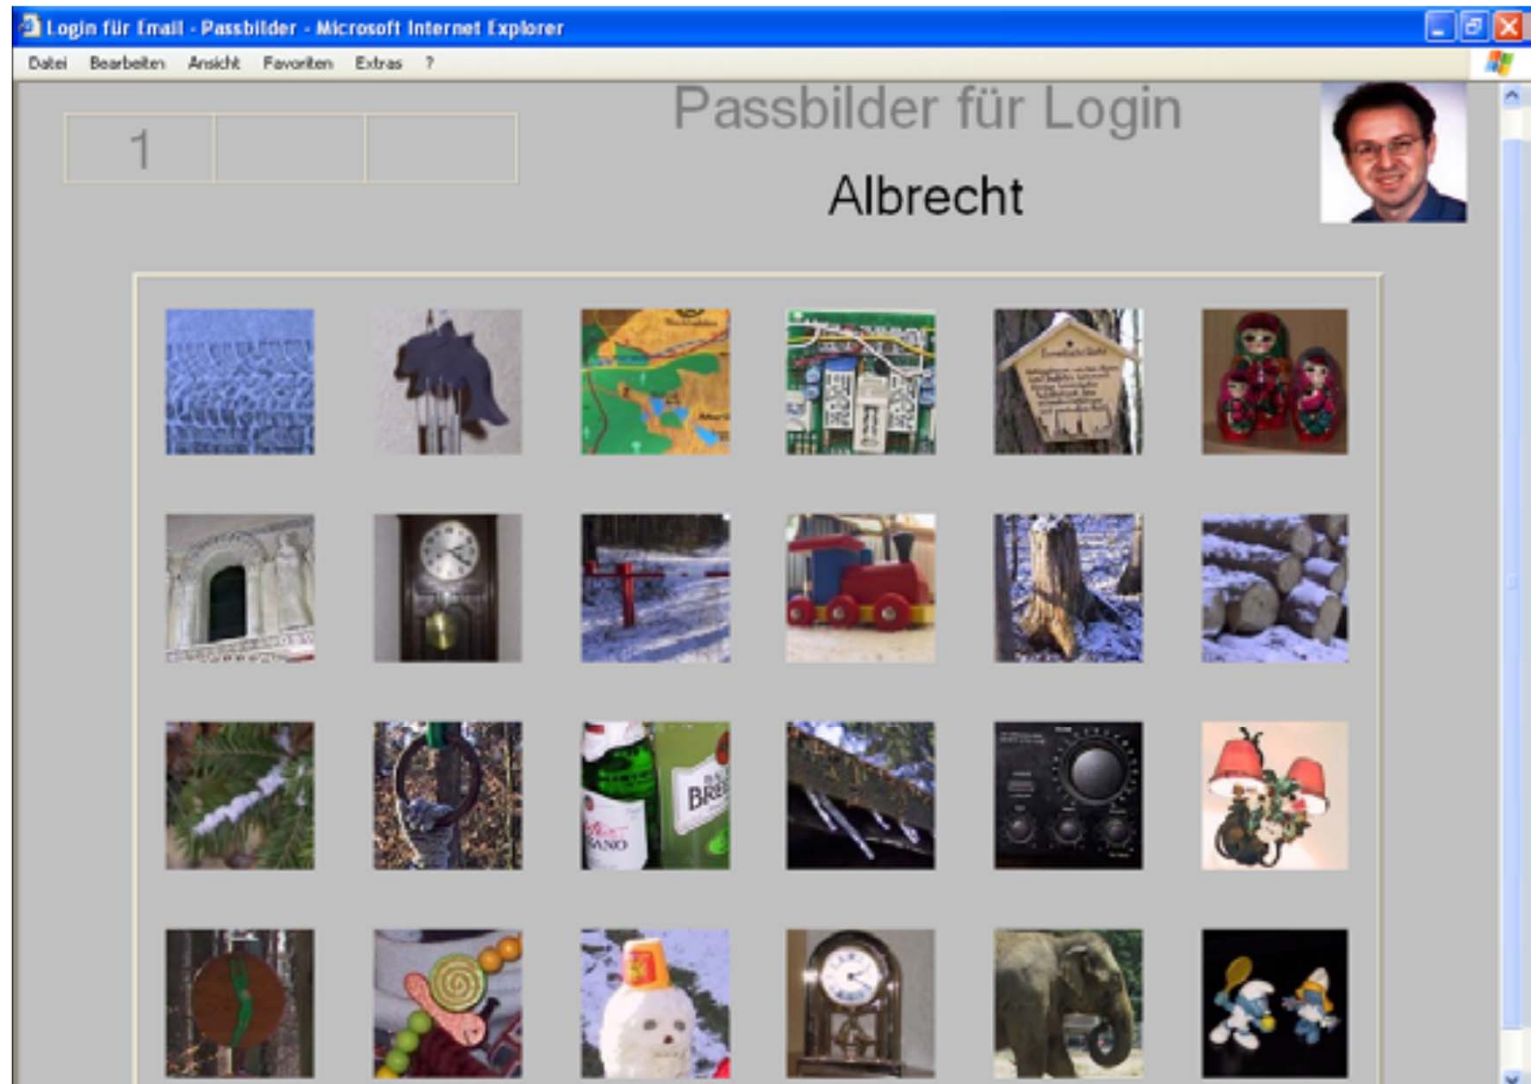 Login für Email - Passbilder - Microsoft Internet Explorer
Datei Bearbeiten Ansicht Favoriten Extras ?
Passbilder für Login
1
Albrecht